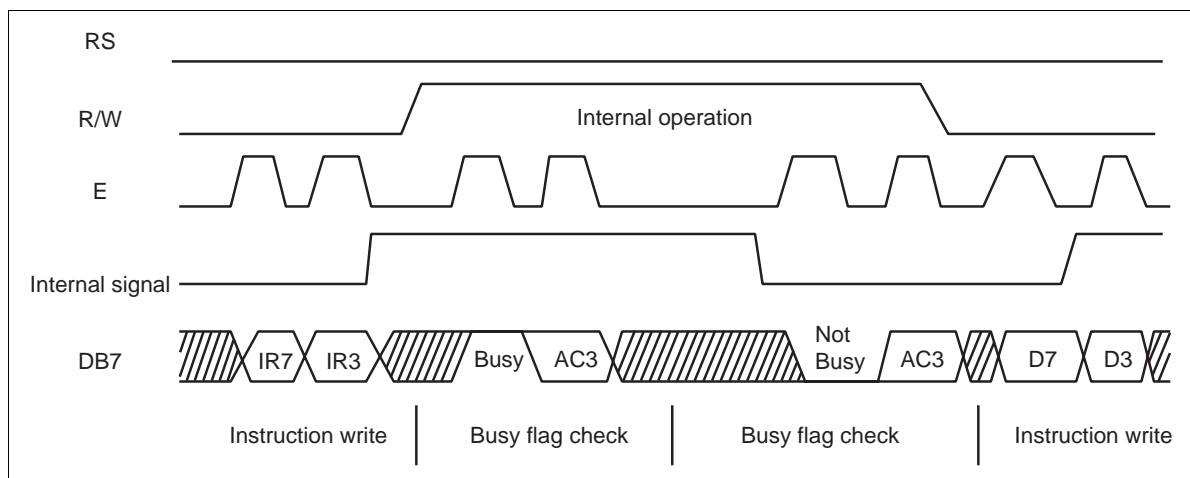 RS
R/W
Internal operation
E
Internal signal
DB7
IR7 IR3 Busy AC3 Not Busy AC3 D7 D3
Instruction write Busy flag check Busy flag check Instruction write